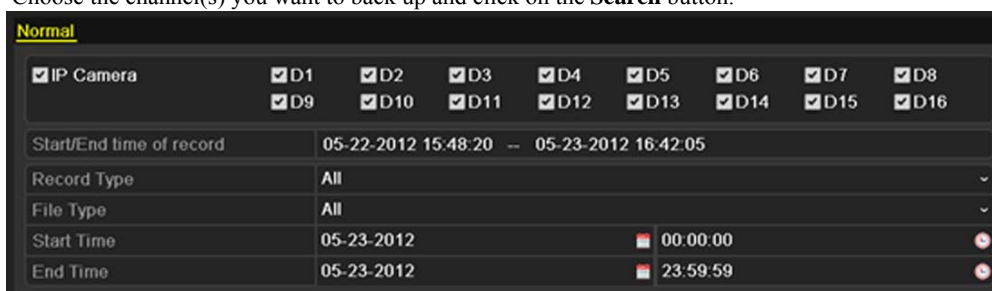 Choose the channel(s) you want to back up and click on the Search button.
Normal
IP Camera D1 D2 D3 D4 D5 D6 D7 D8
D9 D10 D11 D12 D13 D14 D15 D16
Start/End time of record 05-22-2012 15:48:20 -- 05-23-2012 16:42:05
Record Type All
File Type All
Start Time 05-23-2012 00:00:00
End Time 05-23-2012 23:59:59